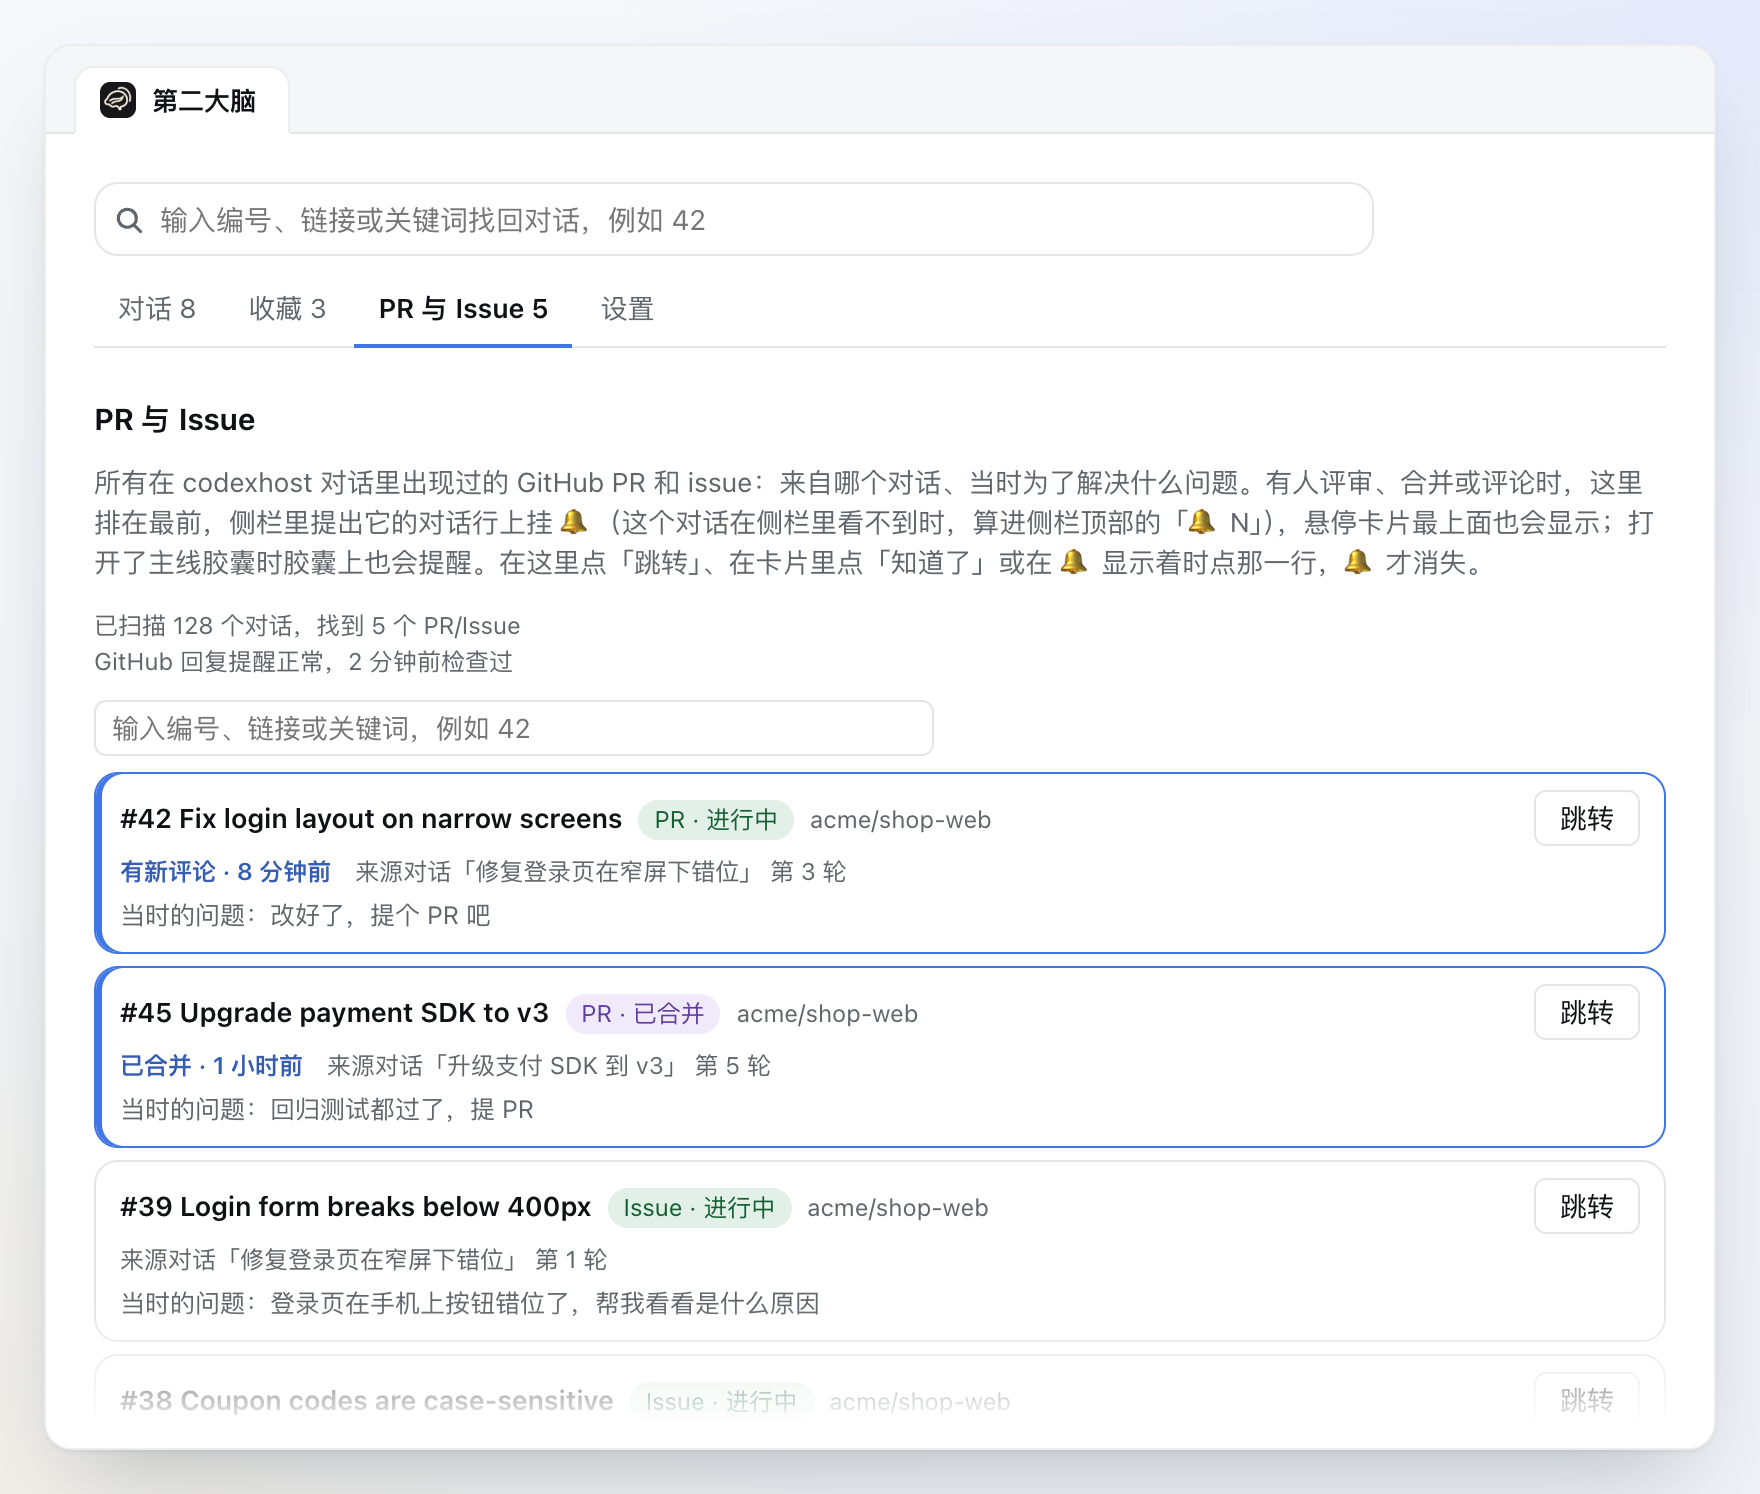 第二大脑
输入编号、链接或关键词找回对话，例如 42
对话 8 收藏 3 PR 与 Issue 5 设置
PR 与 Issue
所有在 codexhost 对话里出现过的 GitHub PR 和 issue：来自哪个对话、当时为了解决什么问题。有人评审、合并或评论时，这里
排在最前，侧栏里提出它的对话行上挂 🔔（这个对话在侧栏里看不到时，算进侧栏顶部的「🔔 N」），悬停卡片最上面也会显示；打
开了主线胶囊时胶囊上也会提醒。在这里点「跳转」、在卡片里点「知道了」或在 🔔 显示着时点那一行，🔔 才消失。
已扫描 128 个对话，找到 5 个 PR/Issue
GitHub 回复提醒正常，2 分钟前检查过
输入编号、链接或关键词，例如 42
#42 Fix login layout on narrow screens PR · 进行中 acme/shop-web 跳转
有新评论 · 8 分钟前 来源对话「修复登录页在窄屏下错位」 第 3 轮
当时的问题：改好了，提个 PR 吧
#45 Upgrade payment SDK to v3 PR · 已合并 acme/shop-web 跳转
已合并 · 1 小时前 来源对话「升级支付 SDK 到 v3」 第 5 轮
当时的问题：回归测试都过了，提 PR
#39 Login form breaks below 400px Issue · 进行中 acme/shop-web 跳转
来源对话「修复登录页在窄屏下错位」 第 1 轮
当时的问题：登录页在手机上按钮错位了，帮我看看是什么原因
#38 Coupon codes are case-sensitive Issue · 进行中 acme/shop-web 跳转